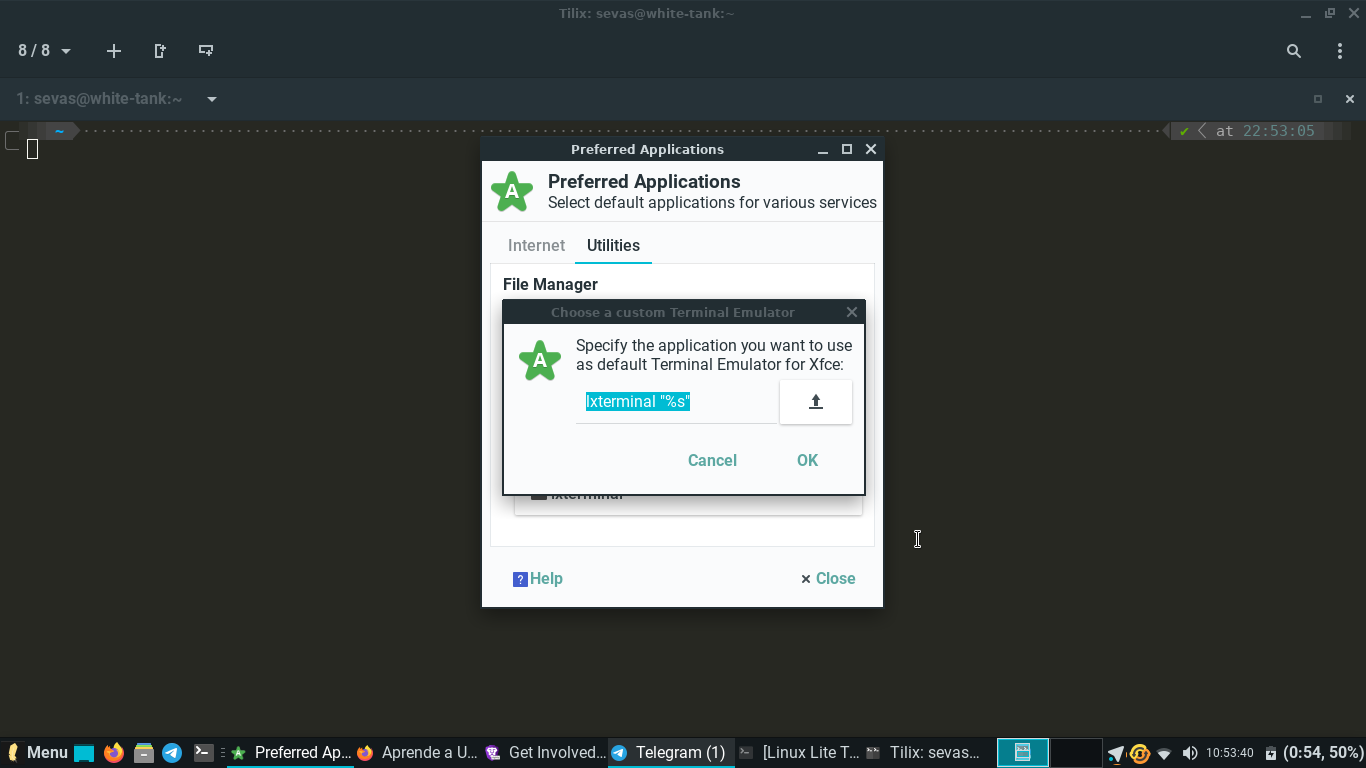 Tilix: sevas@white-tank:~
8 / 8
1: sevas@white-tank:~
~
✔ at 22:53:05
Preferred Applications
A
Preferred Applications
Select default applications for various services
Internet
Utilities
File Manager
Choose a custom Terminal Emulator
A
Specify the application you want to use
as default Terminal Emulator for Xfce:
lxterminal "%s"
Cancel
OK
lxterminal
? Help
Close
Menu
Preferred Ap...
Aprende a U...
Get Involved...
Telegram (1)
[Linux Lite T...
Tilix: sevas...
10:53:40
(0:54, 50%)